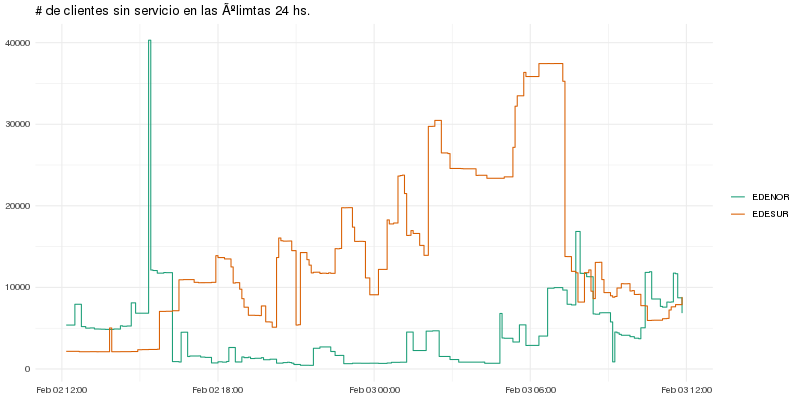 # de clientes sin servicio en las Ãºlimtas 24 hs.
40000
30000
20000
10000
0
Feb 02 12:00
Feb 02 18:00
Feb 03 00:00
Feb 03 06:00
Feb 03 12:00
EDENOR
EDESUR